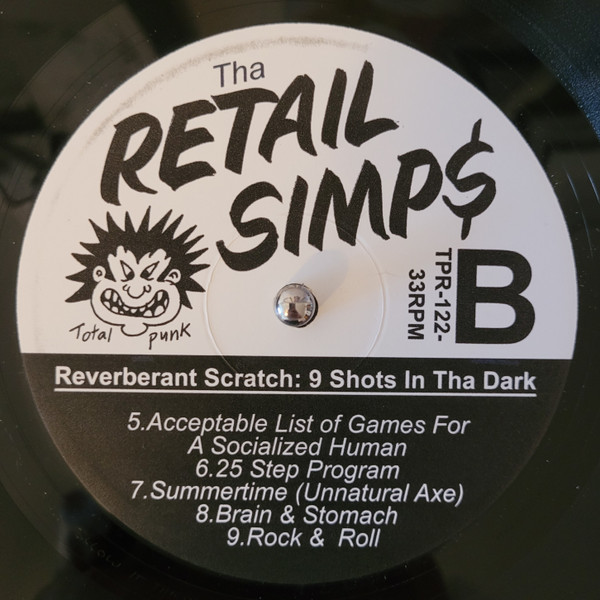 Tha
RETAIL
SIMP$
Total punk
TPR-122-
33RPM
B
Reverberant Scratch: 9 Shots In Tha Dark
5.Acceptable List of Games For
A Socialized Human
6.25 Step Program
7.Summertime (Unnatural Axe)
8.Brain & Stomach
9.Rock & Roll